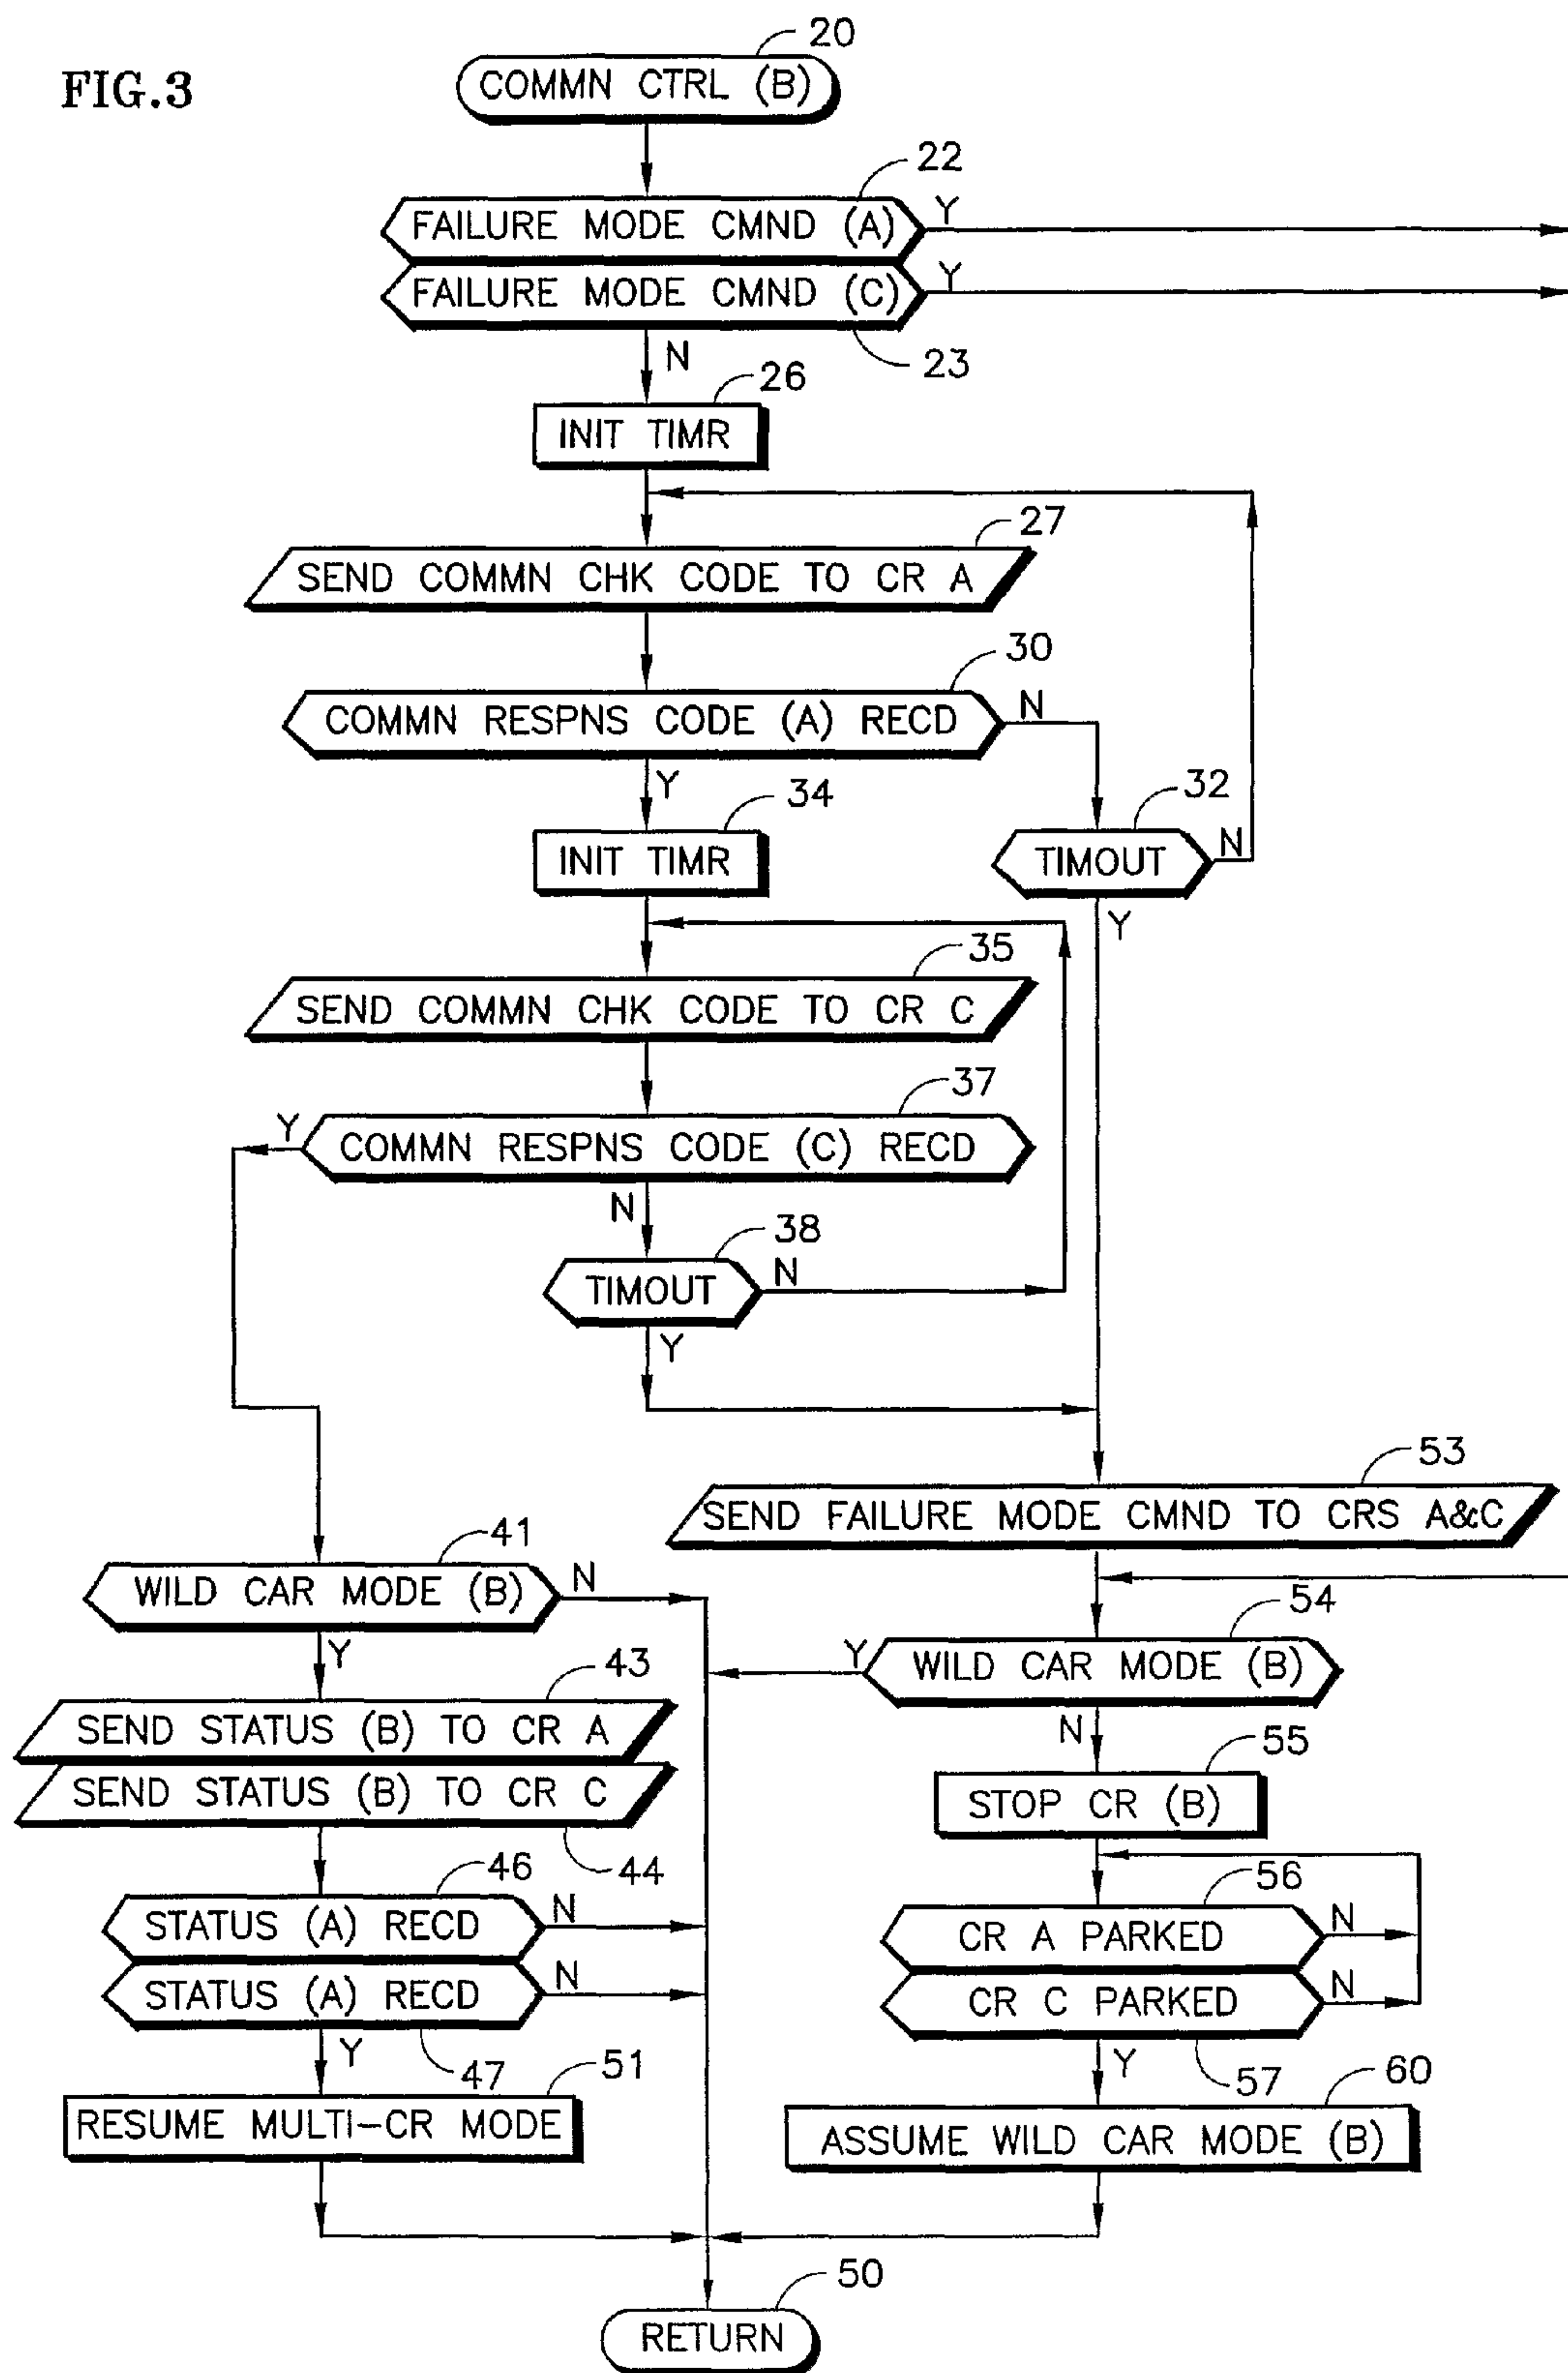 FIG.3
20
COMMN CTRL (B)
22
FAILURE MODE CMND (A)
Y
FAILURE MODE CMND (C)
Y
23
N
26
INIT TIMR
27
SEND COMMN CHK CODE TO CR A
30
COMMN RESPNS CODE (A) RECD
N
Y
34
32
INIT TIMR
TIMOUT
N
Y
35
SEND COMMN CHK CODE TO CR C
37
Y
COMMN RESPNS CODE (C) RECD
N
38
TIMOUT
N
Y
53
SEND FAILURE MODE CMND TO CRS A&C
41
WILD CAR MODE (B)
N
Y
54
Y
WILD CAR MODE (B)
N
43
SEND STATUS (B) TO CR A
SEND STATUS (B) TO CR C
44
55
STOP CR (B)
46
STATUS (A) RECD
N
STATUS (A) RECD
N
Y
47
56
CR A PARKED
N
CR C PARKED
N
Y
57
51
RESUME MULTI-CR MODE
60
ASSUME WILD CAR MODE (B)
50
RETURN